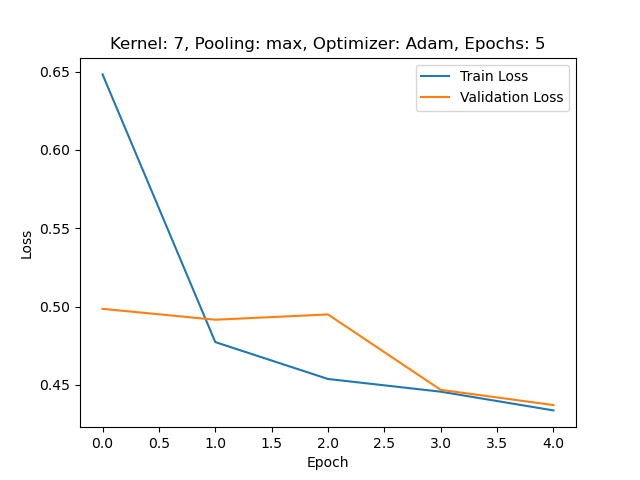 Kernel: 7, Pooling: max, Optimizer: Adam, Epochs: 5
Train Loss
Validation Loss
0.65
0.60
0.55
0.50
0.45
Loss
0.0 0.5 1.0 1.5 2.0 2.5 3.0 3.5 4.0
Epoch